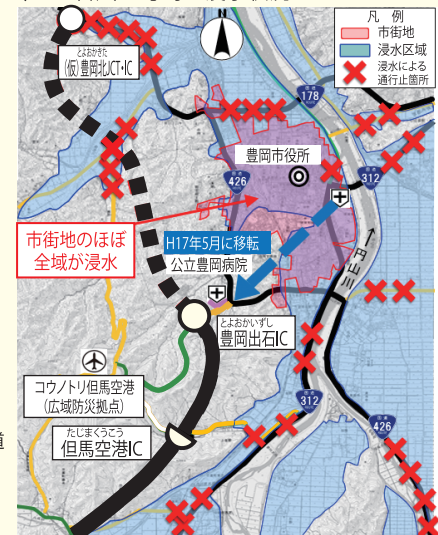 凡 例
市街地
浸水区域
浸水による
通行止箇所
とよおかきた
(仮)豊岡北JCT・IC
178
豊岡市役所
426
312
市街地のほぼ
全域が浸水
H17年5月に移転
公立豊岡病院
円山川
とよおかいずし
豊岡出石IC
コウノトリ但馬空港
(広域防災拠点)
たじまくうこう
但馬空港IC
312
426
道